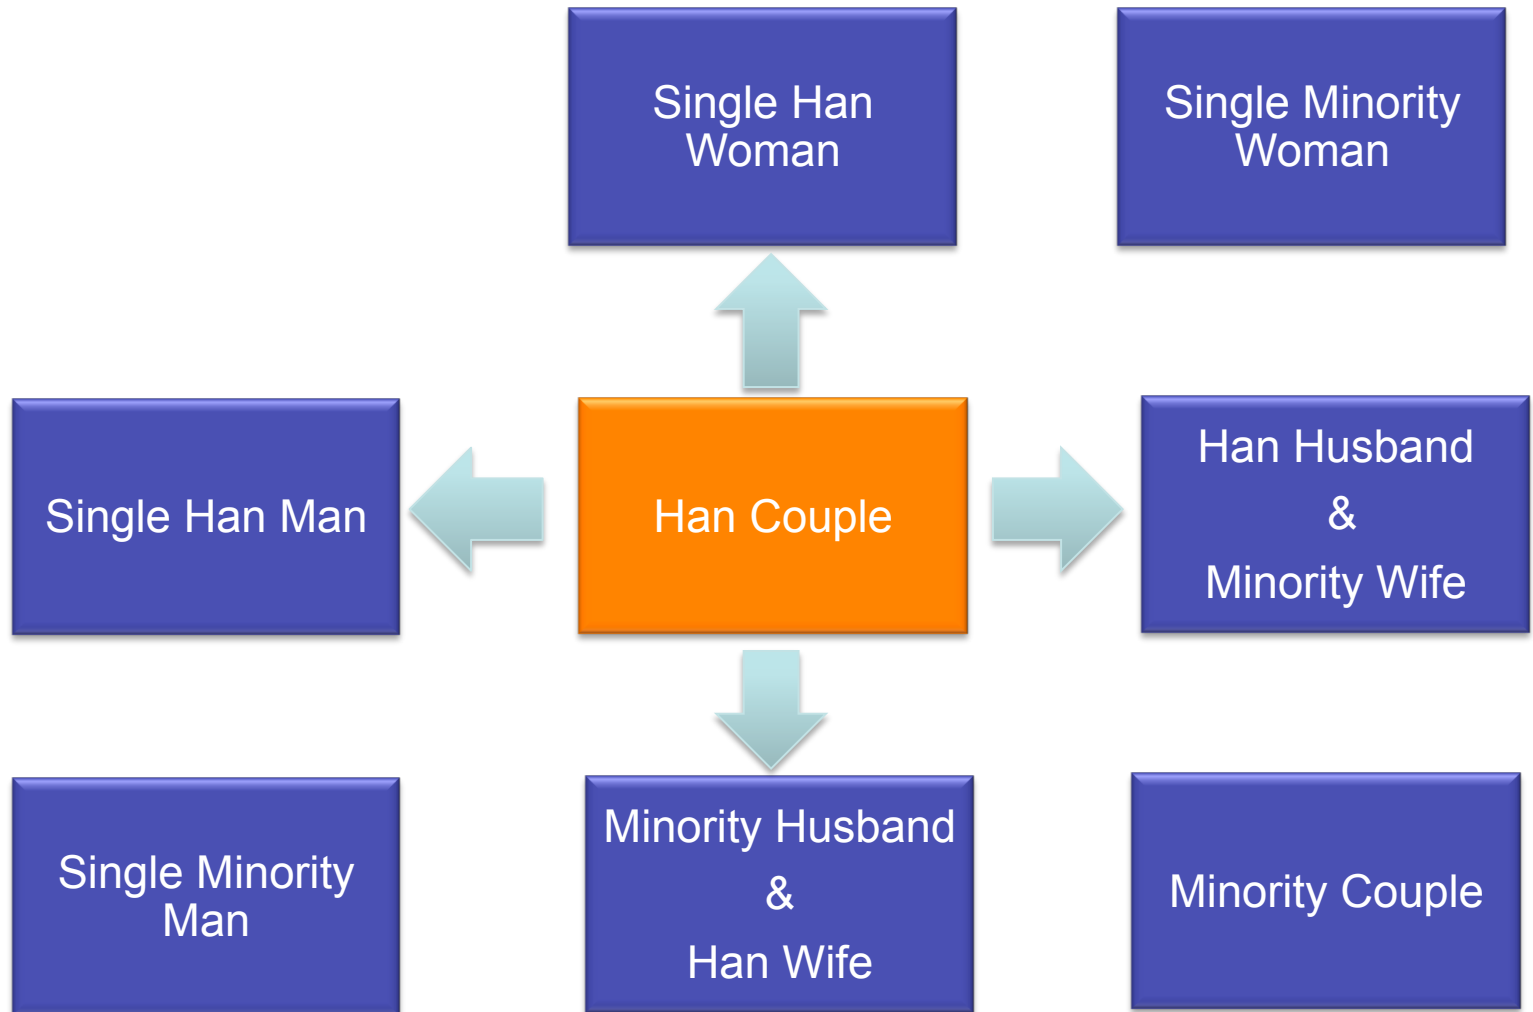 Single Han
Woman
Single Minority
Woman
Single Han Man
Han Couple
Han Husband
&
Minority Wife
Single Minority
Man
Minority Husband
&
Han Wife
Minority Couple